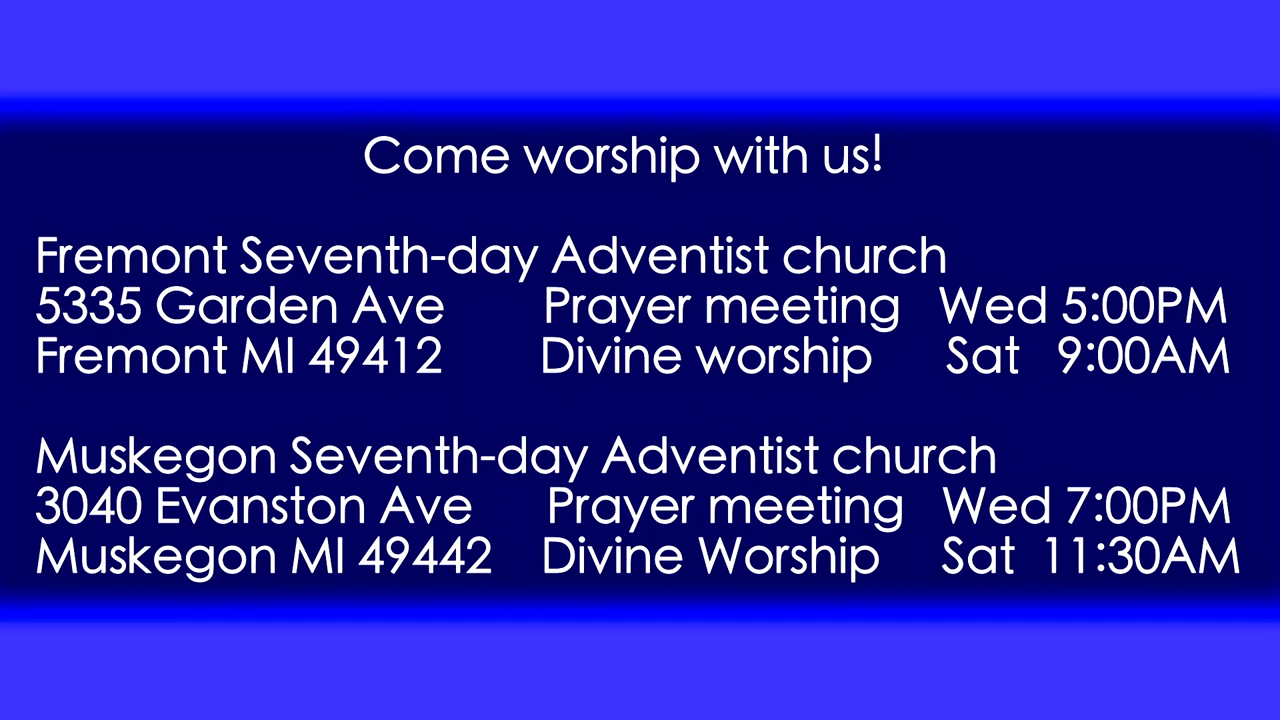 Come worship with us!
Fremont Seventh-day Adventist church
5335 Garden Ave Prayer meeting Wed 5:00PM
Fremont MI 49412 Divine worship Sat 9:00AM
Muskegon Seventh-day Adventist church
3040 Evanston Ave Prayer meeting Wed 7:00PM
Muskegon MI 49442 Divine Worship Sat 11:30AM